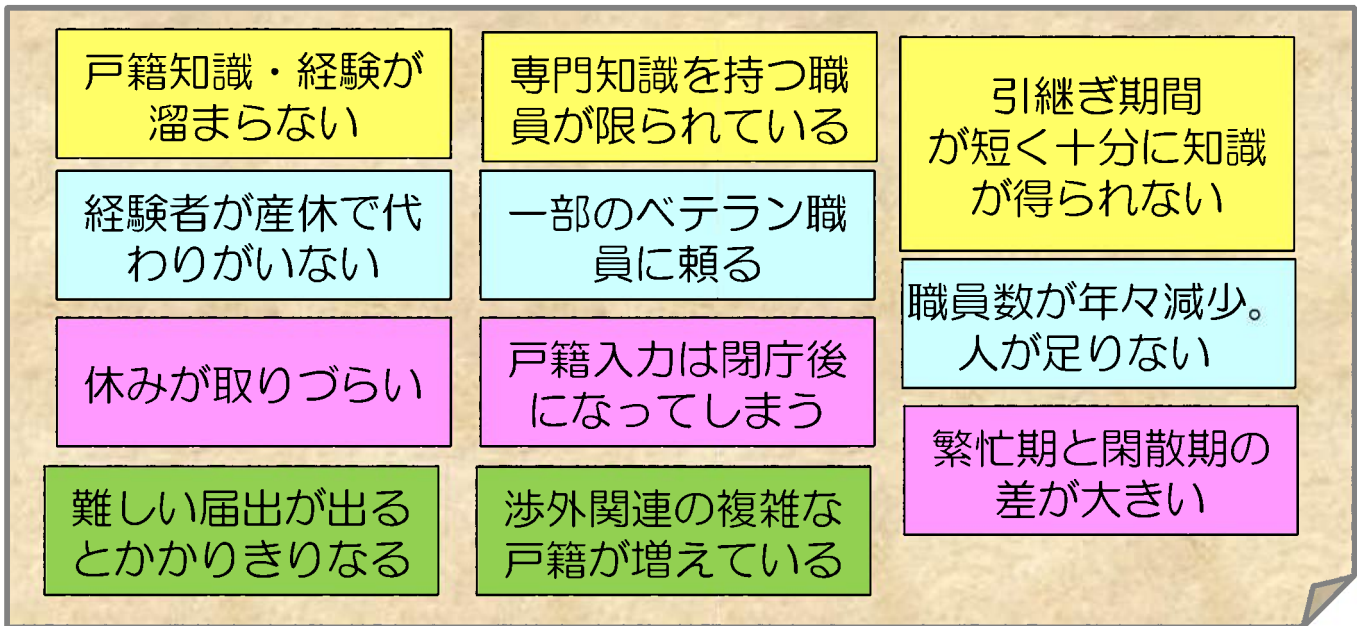 戸籍知識・経験が
溜まらない
専門知識を持つ職
員が限られている
引継ぎ期間
が短く十分に知識
が得られない
経験者が産休で代
わりがいない
一部のベテラン職
員に頼る
職員数が年々減少。
人が足りない
休みが取りづらい
戸籍入力は閉庁後
になってしまう
繁忙期と閑散期の
差が大きい
難しい届出が出る
とかかりきりなる
渉外関連の複雑な
戸籍が増えている